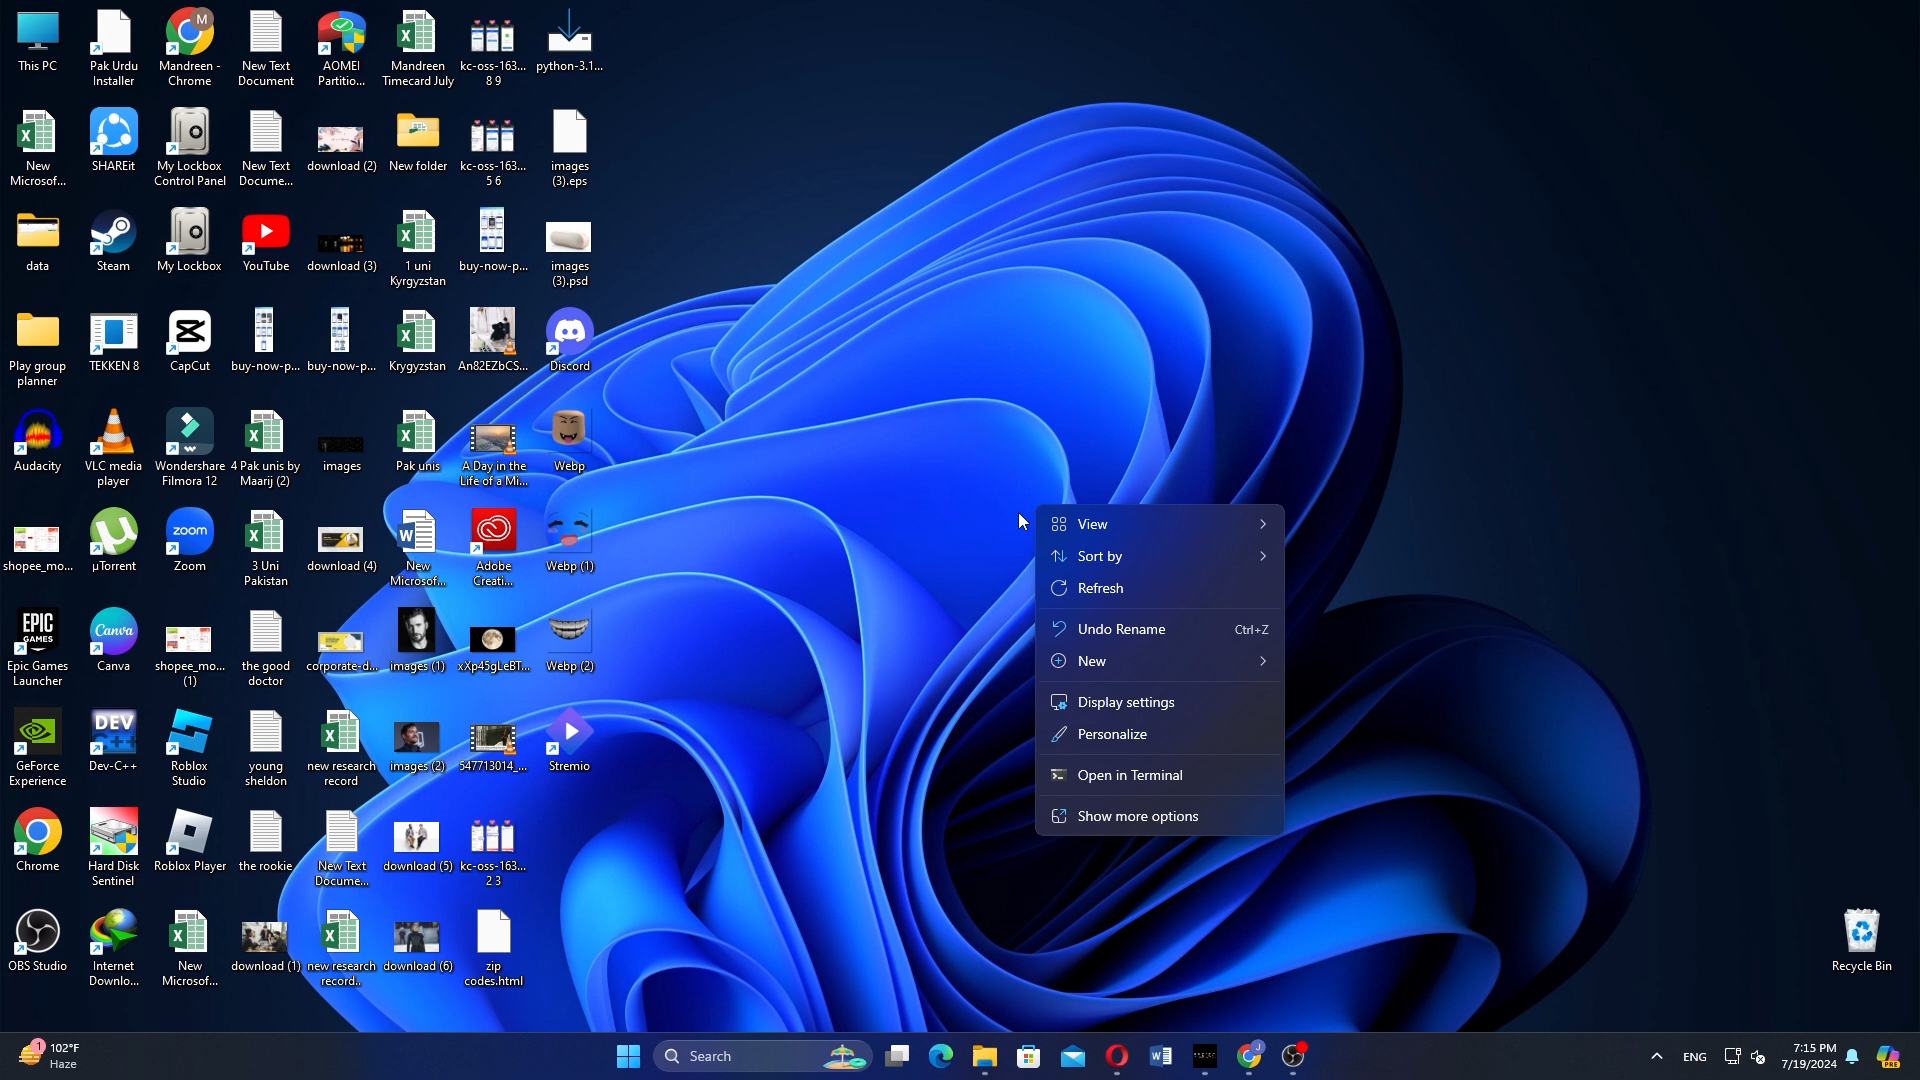 This PC
Pak Urdu
Installer
Mandreen -
Chrome
New Text
Document
AOMEI
Partitio...
Mandreen
Timecard July
kc-oss-163...
8 9
python-3.1...
New
Microsof...
SHAREit
My Lockbox
Control Panel
New Text
Docume...
download (2)
New folder
kc-oss-163...
5 6
images
(3).eps
data
Steam
My Lockbox
YouTube
download (3)
1 uni
Kyrgyzstan
buy-now-p...
images
(3).psd
Play group
planner
TEKKEN 8
CapCut
buy-now-p...
buy-now-p...
Krygyzstan
An82EZbCS...
Discord
Audacity
VLC media
player
Wondershare
Filmora 12
4 Pak unis by
Maarij (2)
images
Pak unis
A Day in the
Life of a Mi...
Webp
shopee_mo...
µTorrent
zoom
Zoom
3 Uni
Pakistan
download (4)
New
Microsof...
Adobe
Creati...
Webp (1)
EPIC
GAMES
Epic Games
Launcher
Canva
Canva
shopee_mo...
(1)
the good
doctor
corporate-d...
images (1)
xXp45gLeBT...
Webp (2)
GeForce
Experience
DEV
C++
Dev-C++
Roblox
Studio
young
sheldon
new research
record
images (2)
547713014_...
Stremio
Chrome
Hard Disk
Sentinel
Roblox Player
the rookie
New Text
Docume...
download (5)
kc-oss-163...
2 3
OBS Studio
Internet
Downlo...
New
Microsof...
download (1)
new research
record..
download (6)
zip
codes.html
View
Sort by
Refresh
Undo Rename Ctrl+Z
New
Display settings
Personalize
Open in Terminal
Show more options
Recycle Bin
1
102°F
Haze
Search
ENG
7:15 PM
7/19/2024
PRE